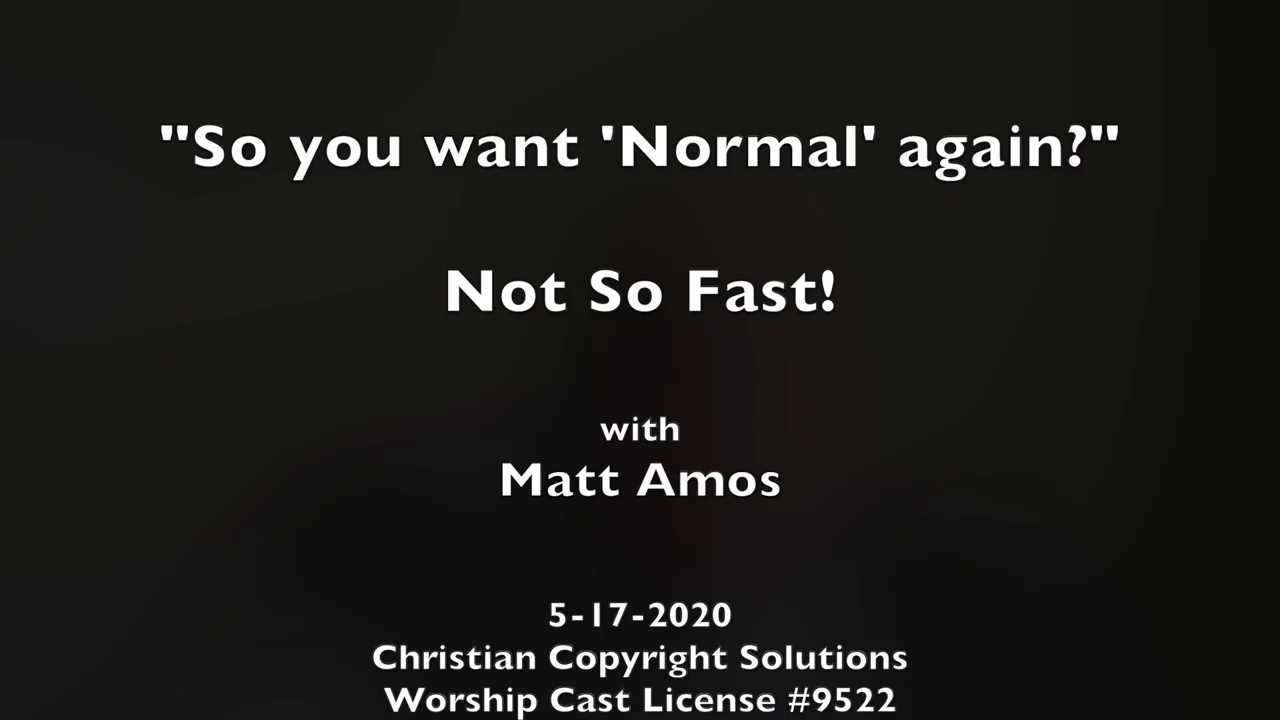 "So you want 'Normal' again?"
Not So Fast!
with
Matt Amos
5-17-2020
Christian Copyright Solutions
Worship Cast License #9522